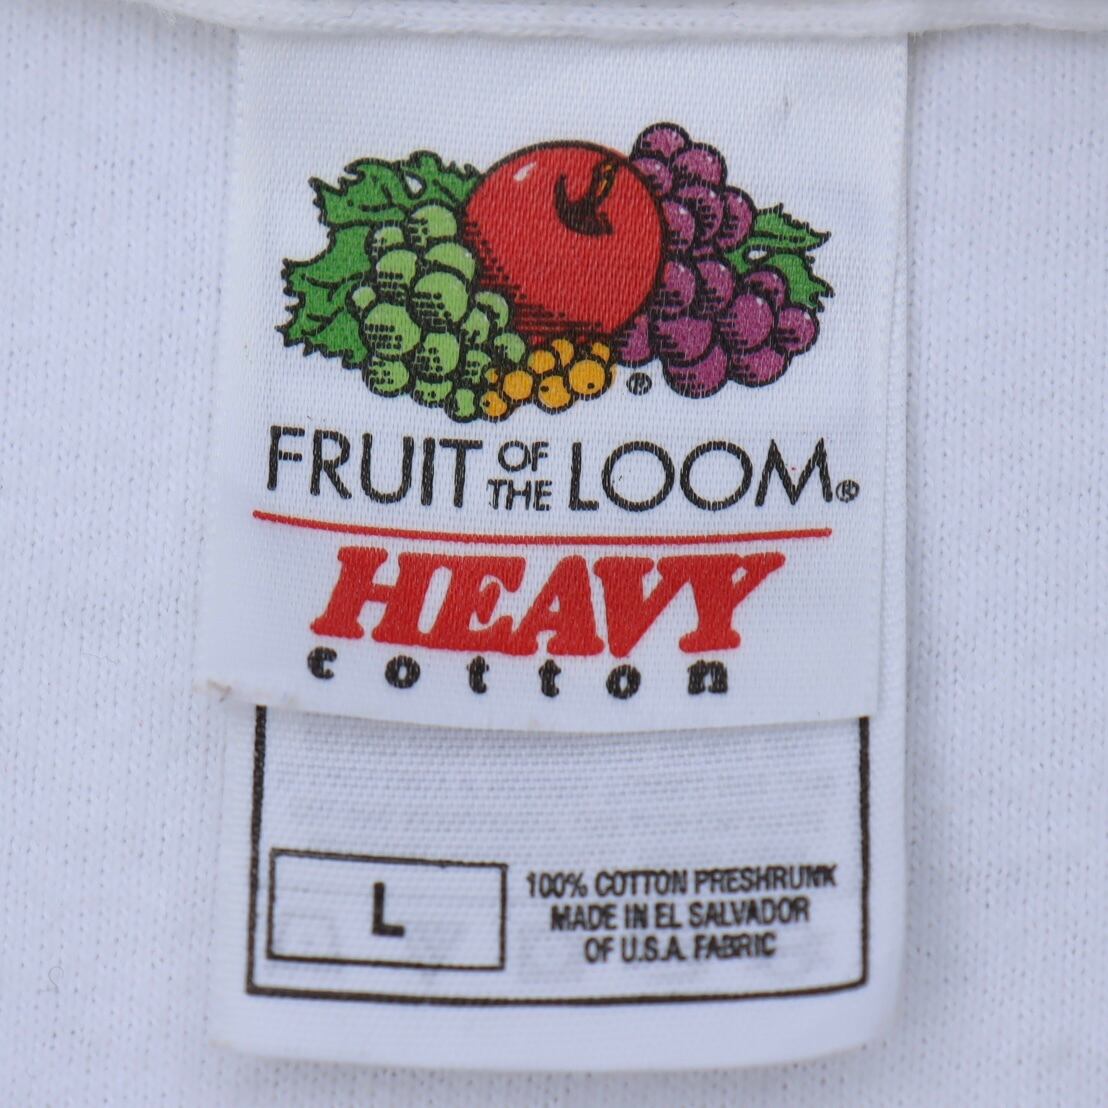 ®
FRUIT OF THE LOOM®
HEAVY
cotton
L
100% COTTON PRESHRUNK
MADE IN EL SALVADOR
OF U.S.A. FABRIC